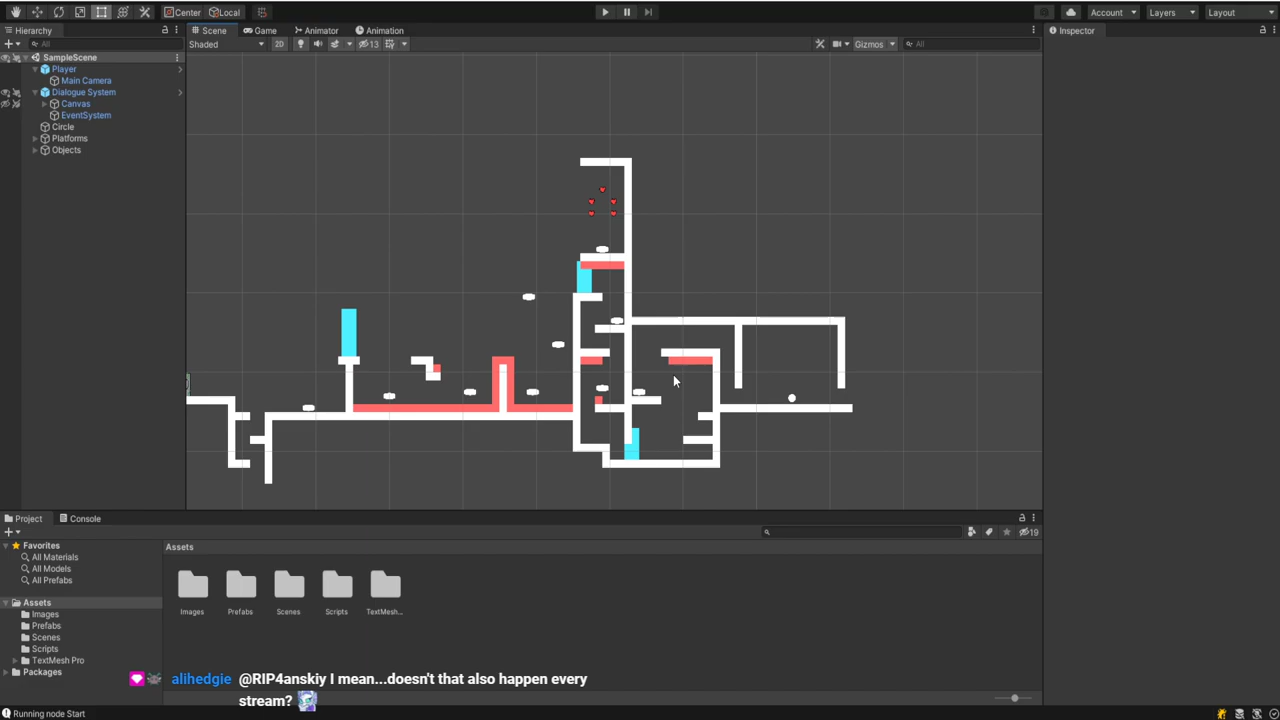 Center Local Account Layers Layout
Hierarchy Scene Game Animator Animation Inspector
All Shaded 2D 13 Gizmos All
SampleScene
Player
Main Camera
Dialogue System
Canvas
EventSystem
Circle
Platforms
Objects
Project Console
19
Favorites Assets
All Materials
All Models
All Prefabs
Assets
Images
Prefabs
Scenes
Scripts
TextMesh Pro
Packages
Images Prefabs Scenes Scripts TextMesh...
alihedgie @RIP4anskiy I mean...doesn't that also happen every
stream?
Running node Start